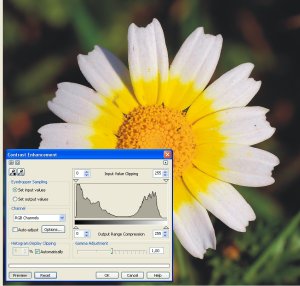 Contrast Enhancement
0 Input Value Clipping 255
Eyedropper Sampling
Set input values
Set output values
Channel
RGB Channels
Auto-adjust Options...
0 Output Range Compression 255
Histogram Display Clipping
% Automatically
Gamma Adjustment
1,00
Preview Reset OK Cancel Help